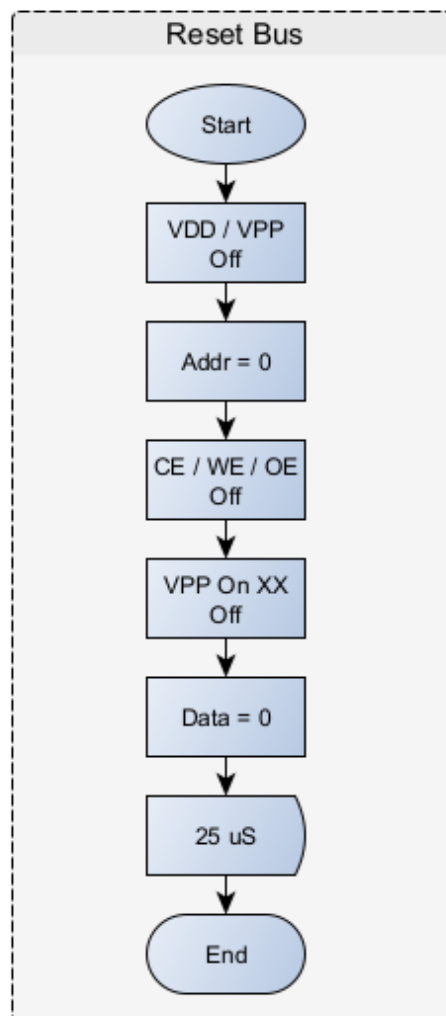 Reset Bus
Start
VDD / VPP
Off
Addr = 0
CE / WE / OE
Off
VPP On XX
Off
Data = 0
25 uS
End